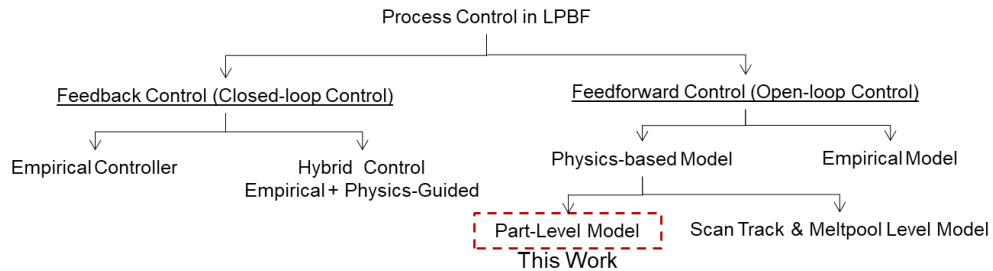 Process Control in LPBF
Feedback Control (Closed-loop Control)
Feedforward Control (Open-loop Control)
Empirical Controller
Hybrid Control
Empirical + Physics-Guided
Physics-based Model
Empirical Model
Part-Level Model
Scan Track & Meltpool Level Model
This Work